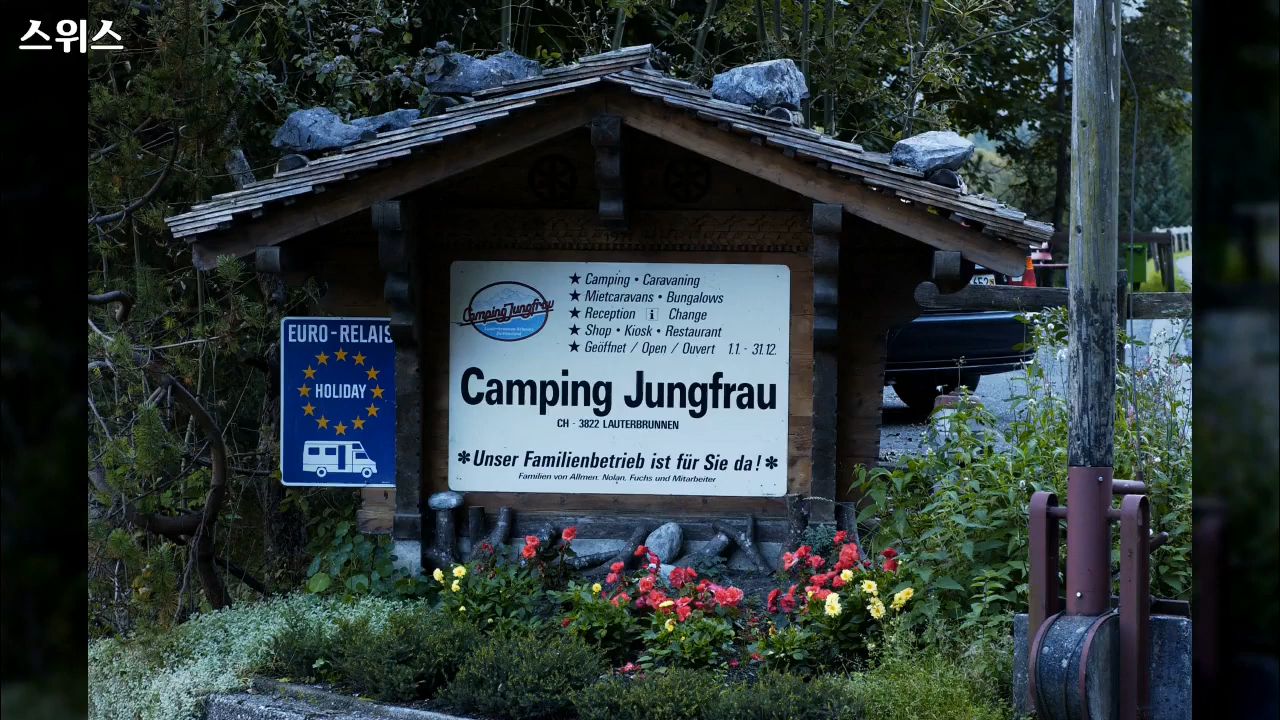 스위스
EURO-RELAIS
HOLIDAY
Camping Jungfrau
★ Camping • Caravaning
★ Mietcaravans • Bungalows
★ Reception i Change
★ Shop • Kiosk • Restaurant
★ Geöffnet / Open / Ouvert 1.1. - 31.12.
Camping Jungfrau
CH - 3822 LAUTERBRUNNEN
*Unser Familienbetrieb ist für Sie da!*
Familien von Allmen, Nolan, Fuchs und Mitarbeiter